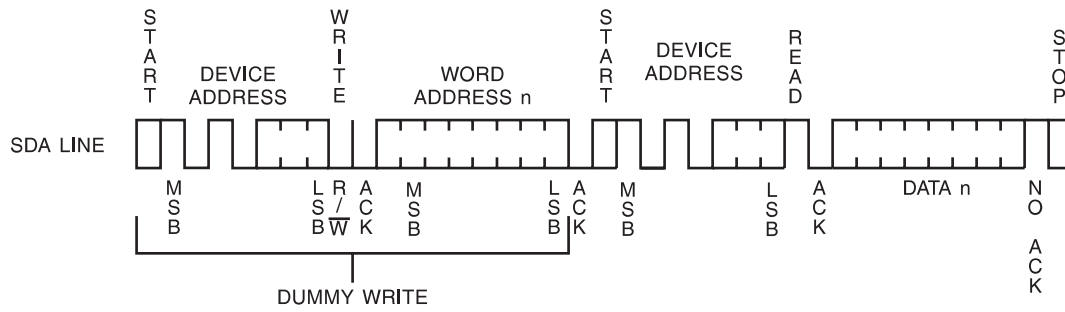 START
WRITE
START
READ
STOP
DEVICE
ADDRESS
WORD
ADDRESS n
DEVICE
ADDRESS
SDA LINE
MSB
LSB
R/W
ACK
MSB
LSB
ACK
MSB
LSB
ACK
DATA n
NO ACK
DUMMY WRITE